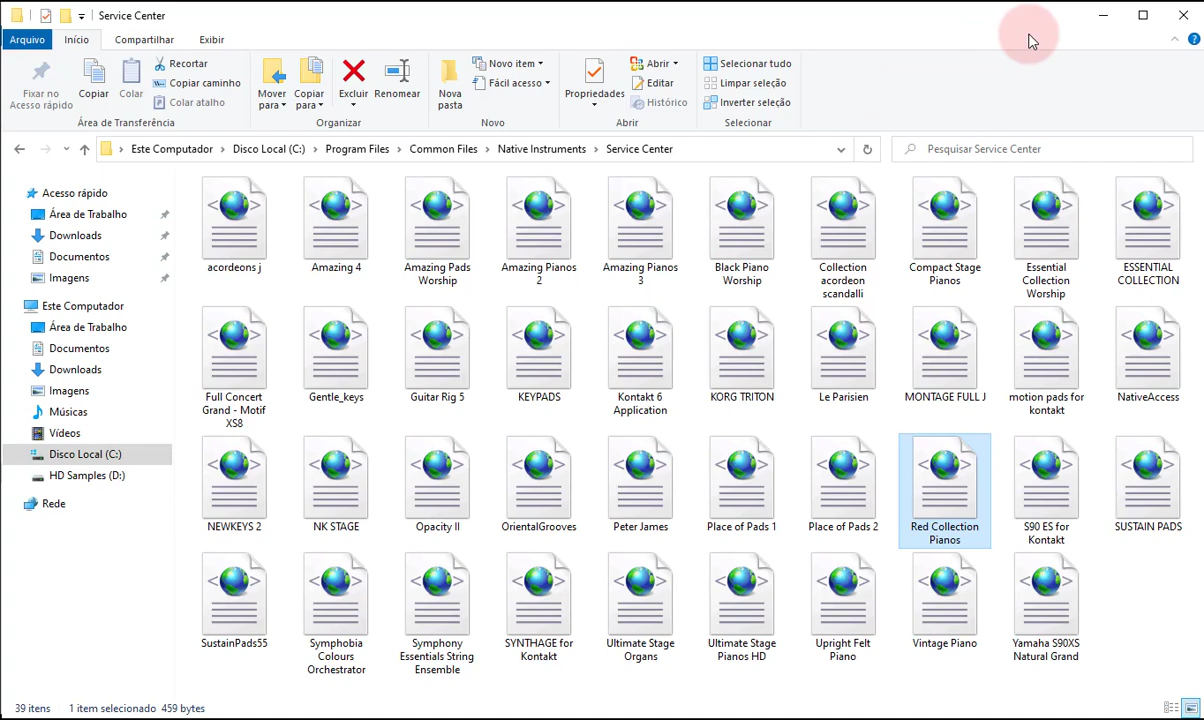 Service Center
Arquivo Início Compartilhar Exibir
Fixar no
Acesso rápido
Copiar
Colar
Recortar
Copiar caminho
Colar atalho
Área de Transferência
Mover
para
Copiar
para
Excluir
Renomear
Organizar
Nova
pasta
Novo item
Fácil acesso
Novo
Propriedades
Abrir
Editar
Histórico
Abrir
Selecionar tudo
Limpar seleção
Inverter seleção
Selecionar
Este Computador > Disco Local (C:) > Program Files > Common Files > Native Instruments > Service Center
Pesquisar Service Center
Acesso rápido
Área de Trabalho
Downloads
Documentos
Imagens
Este Computador
Área de Trabalho
Documentos
Downloads
Imagens
Músicas
Vídeos
Disco Local (C:)
HD Samples (D:)
Rede
acordeons j
Amazing 4
Amazing Pads
Worship
Amazing Pianos
2
Amazing Pianos
3
Black Piano
Worship
Collection
acordeon
scandalli
Compact Stage
Pianos
Essential
Collection
Worship
ESSENTIAL
COLLECTION
Full Concert
Grand - Motif
XS8
Gentle_keys
Guitar Rig 5
KEYPADS
Kontakt 6
Application
KORG TRITON
Le Parisien
MONTAGE FULL J
motion pads for
kontakt
NativeAccess
NEWKEYS 2
NK STAGE
Opacity II
OrientalGrooves
Peter James
Place of Pads 1
Place of Pads 2
Red Collection
Pianos
S90 ES for
Kontakt
SUSTAIN PADS
SustainPads55
Symphobia
Colours
Orchestrator
Symphony
Essentials String
Ensemble
SYNTHAGE for
Kontakt
Ultimate Stage
Organs
Ultimate Stage
Pianos HD
Upright Felt
Piano
Vintage Piano
Yamaha S90XS
Natural Grand
39 itens 1 item selecionado 459 bytes